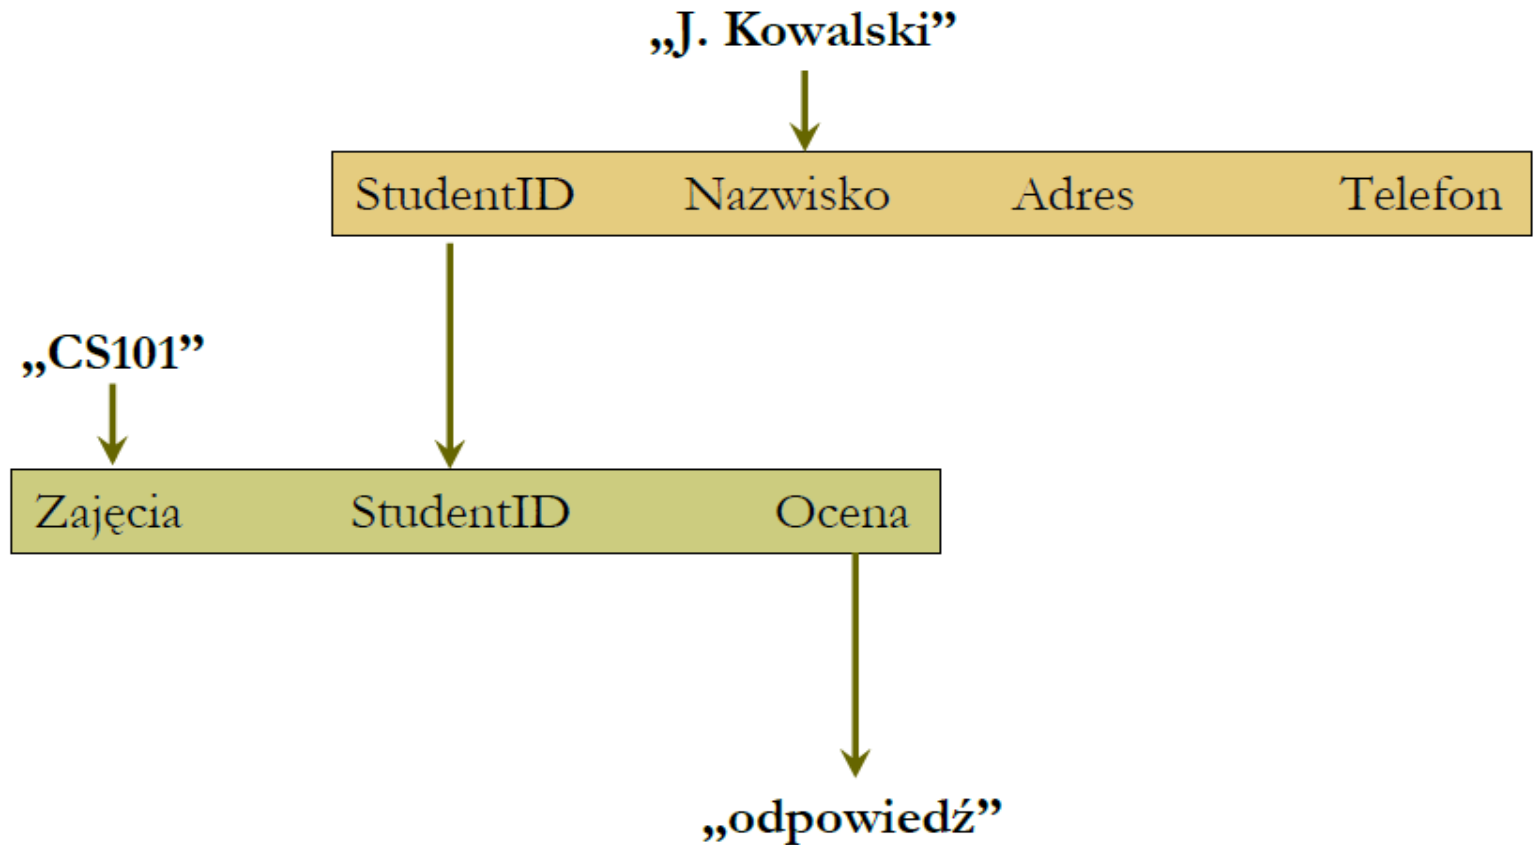 „J. Kowalski”
StudentID Nazwisko Adres Telefon
„CS101”
Zajęcia StudentID Ocena
„odpowiedź”